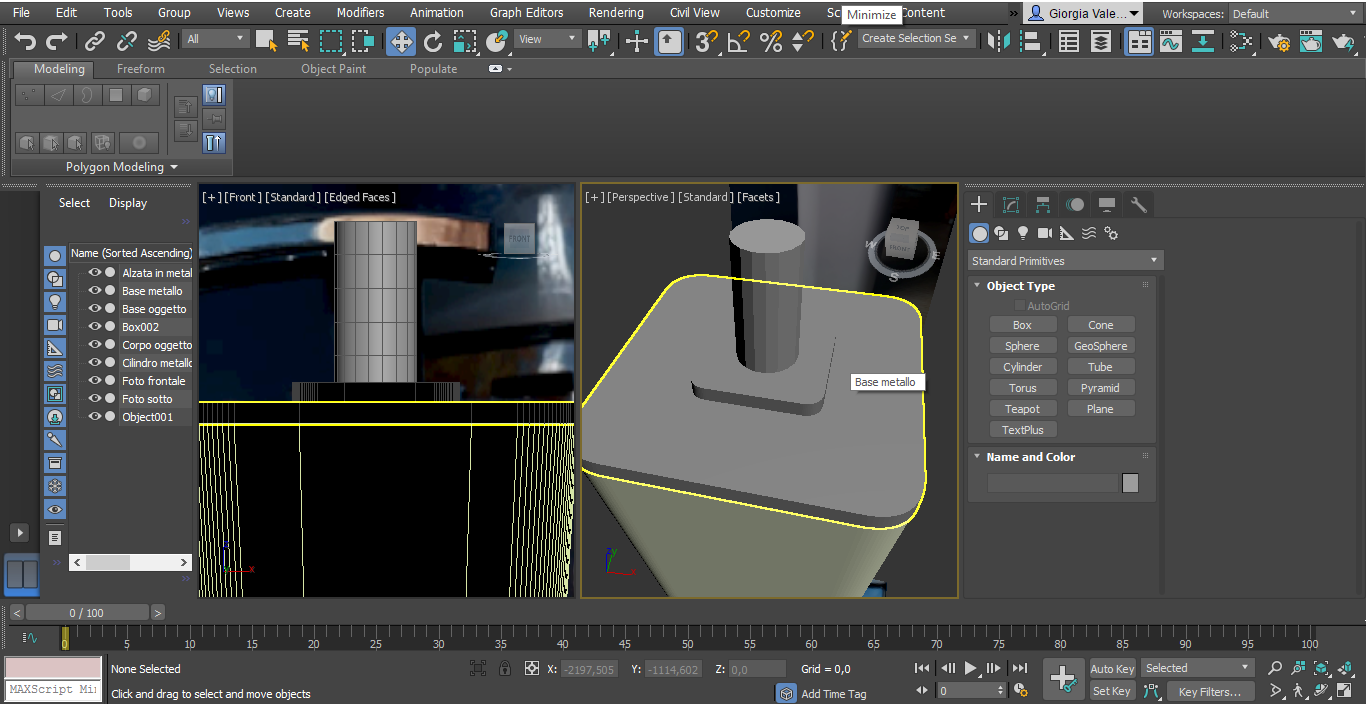 File Edit Tools Group Views Create Modifiers Animation Graph Editors Rendering Civil View Customize Sc Minimize Content » Giorgia Vale... Workspaces: Default
All View Create Selection Se
Modeling Freeform Selection Object Paint Populate
Polygon Modeling
Select Display
Name (Sorted Ascending)
Alzata in metal
Base metallo
Base oggetto
Box002
Corpo oggetto
Cilindro metallo
Foto frontale
Foto sotto
Object001
[+] [Front] [Standard] [Edged Faces]
FRONT
x
[+] [Perspective] [Standard] [Facets]
TOP
FRONT
W
E
S
Base metallo
Standard Primitives
Object Type
AutoGrid
Box Cone
Sphere GeoSphere
Cylinder Tube
Torus Pyramid
Teapot Plane
TextPlus
Name and Color
< 0 / 100 >
0 5 10 15 20 25 30 35 40 45 50 55 60 65 70 75 80 85 90 95 100
None Selected X: -2197,505 Y: -1114,602 Z: 0,0 Grid = 0,0 Auto Key Selected
MAXScript Mi Click and drag to select and move objects Add Time Tag 0 Set Key Key Filters...